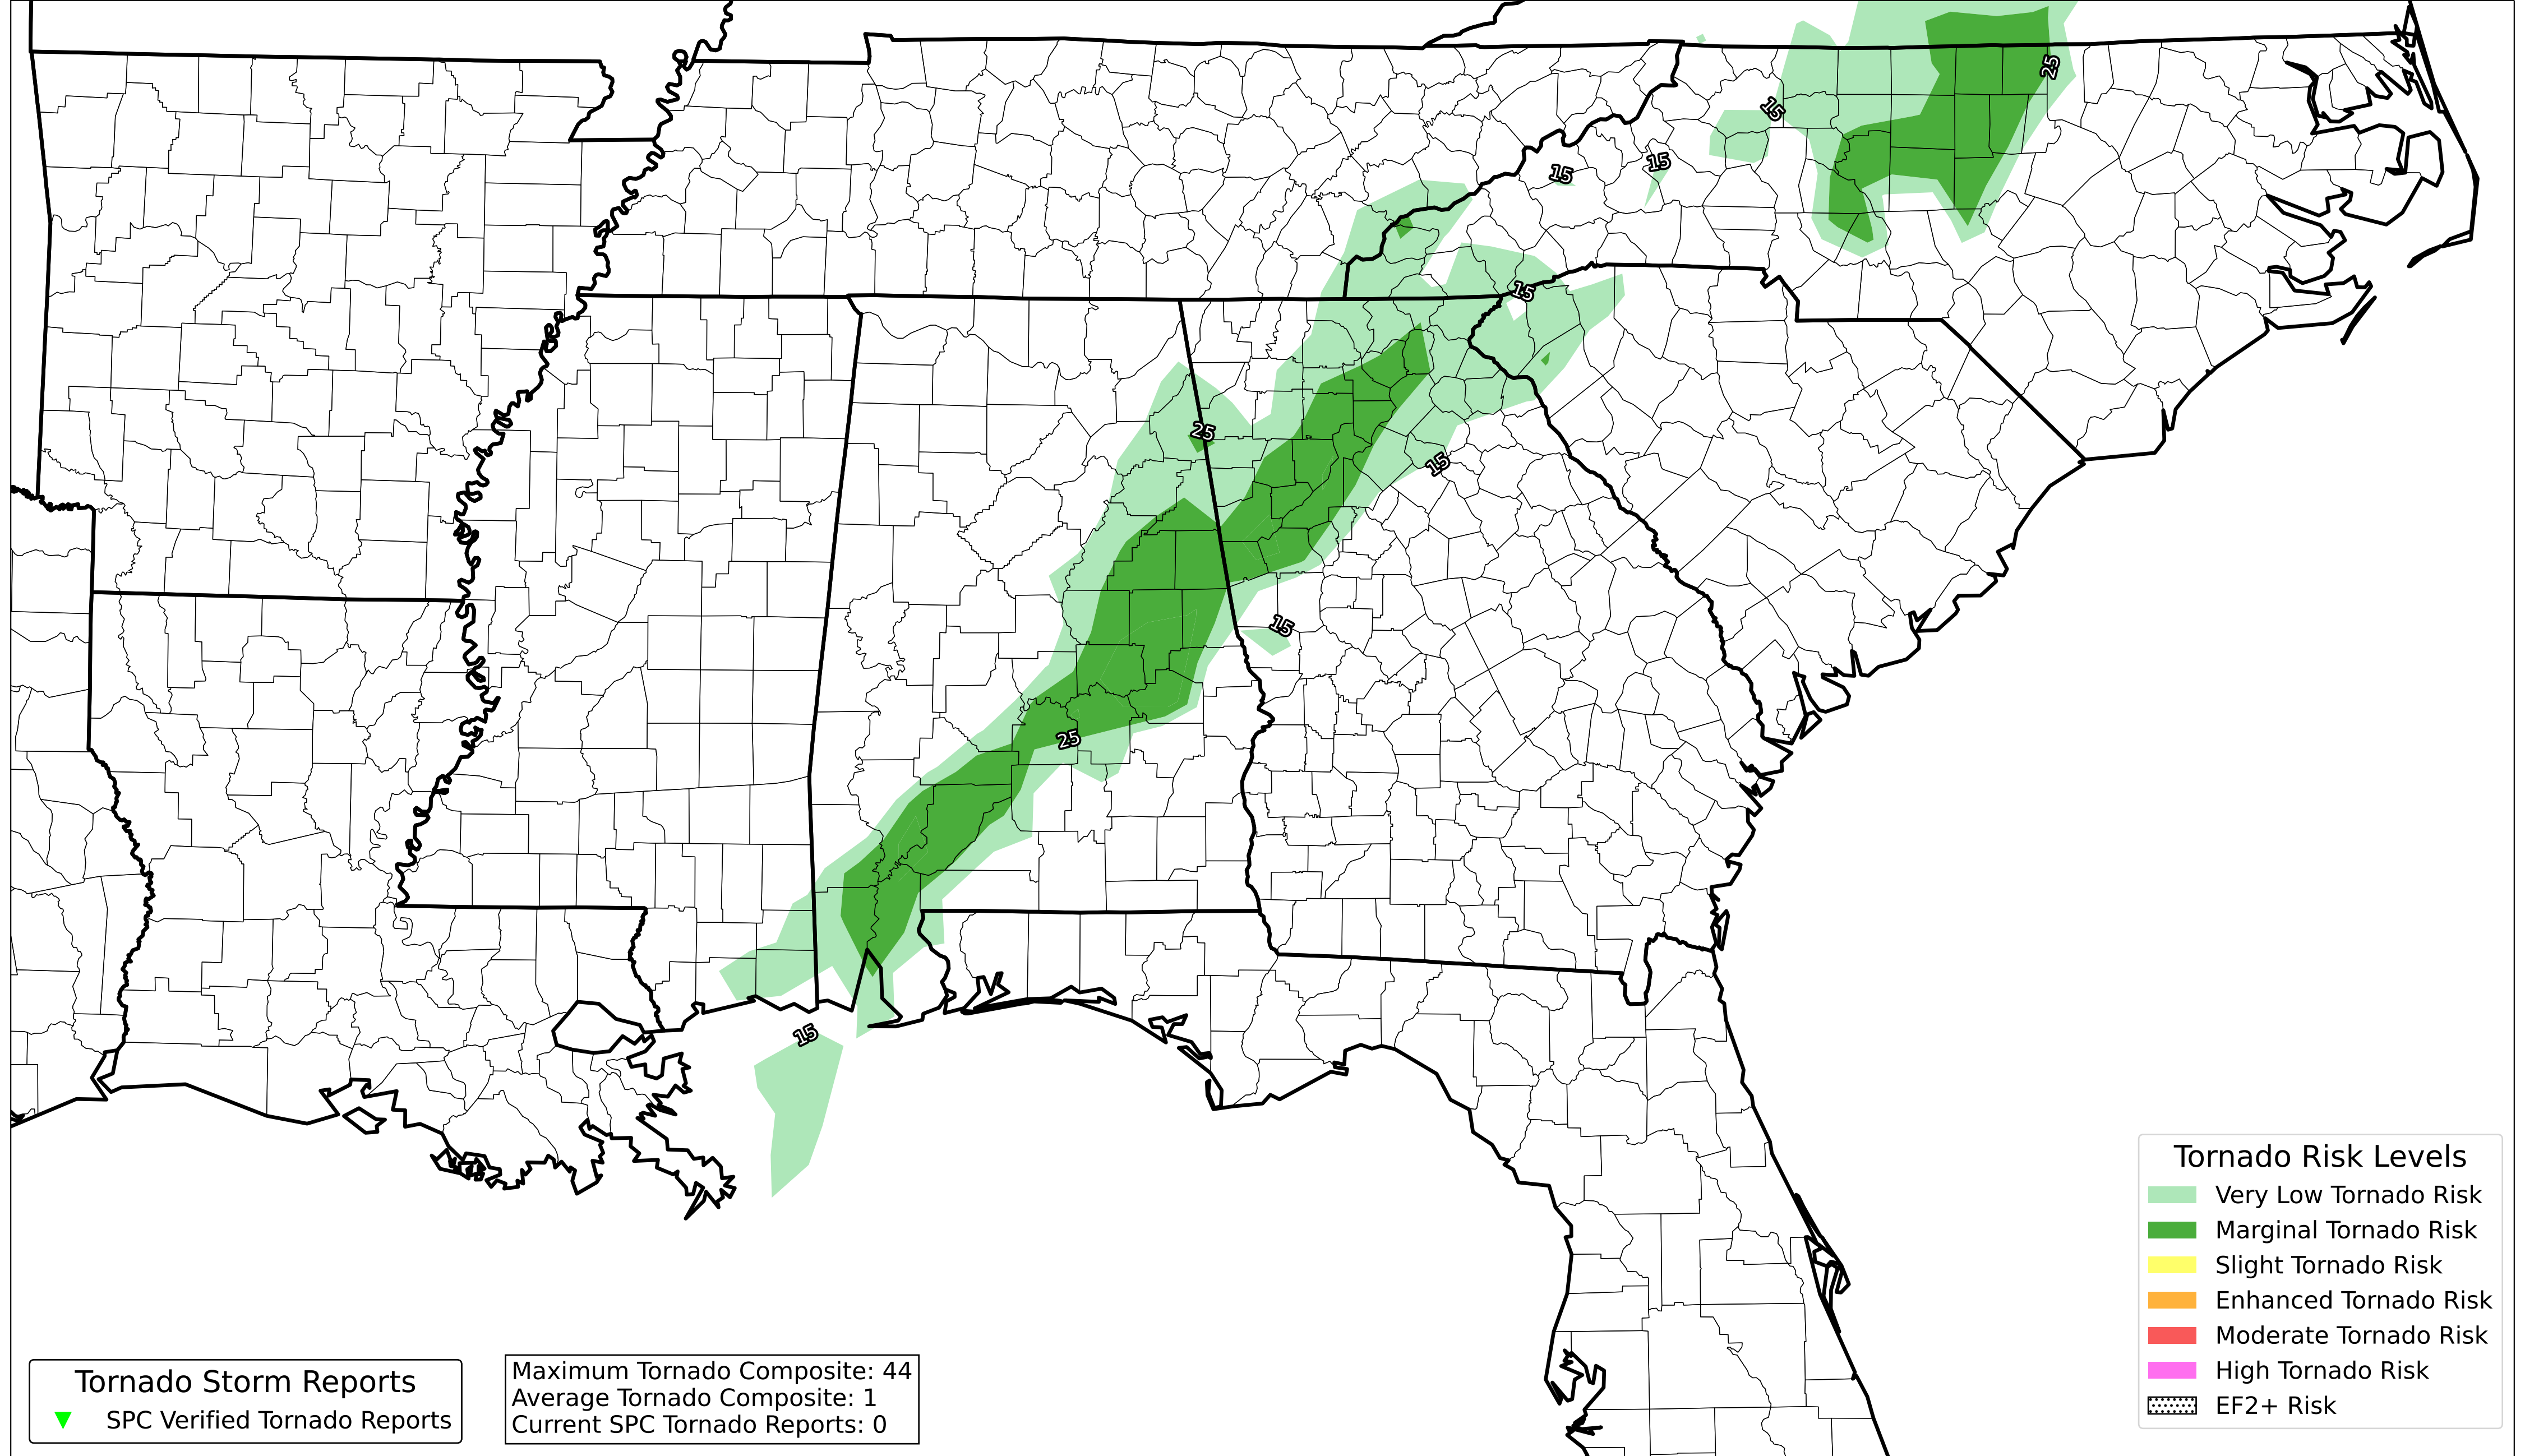 25
15
15
15
15
25
15
15
25
15
Tornado Risk Levels
Very Low Tornado Risk
Marginal Tornado Risk
Slight Tornado Risk
Enhanced Tornado Risk
Moderate Tornado Risk
High Tornado Risk
EF2+ Risk
Tornado Storm Reports
SPC Verified Tornado Reports
Maximum Tornado Composite: 44
Average Tornado Composite: 1
Current SPC Tornado Reports: 0